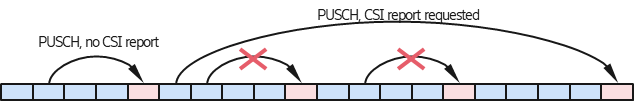 PUSCH, CSI report requested
PUSCH, no CSI report